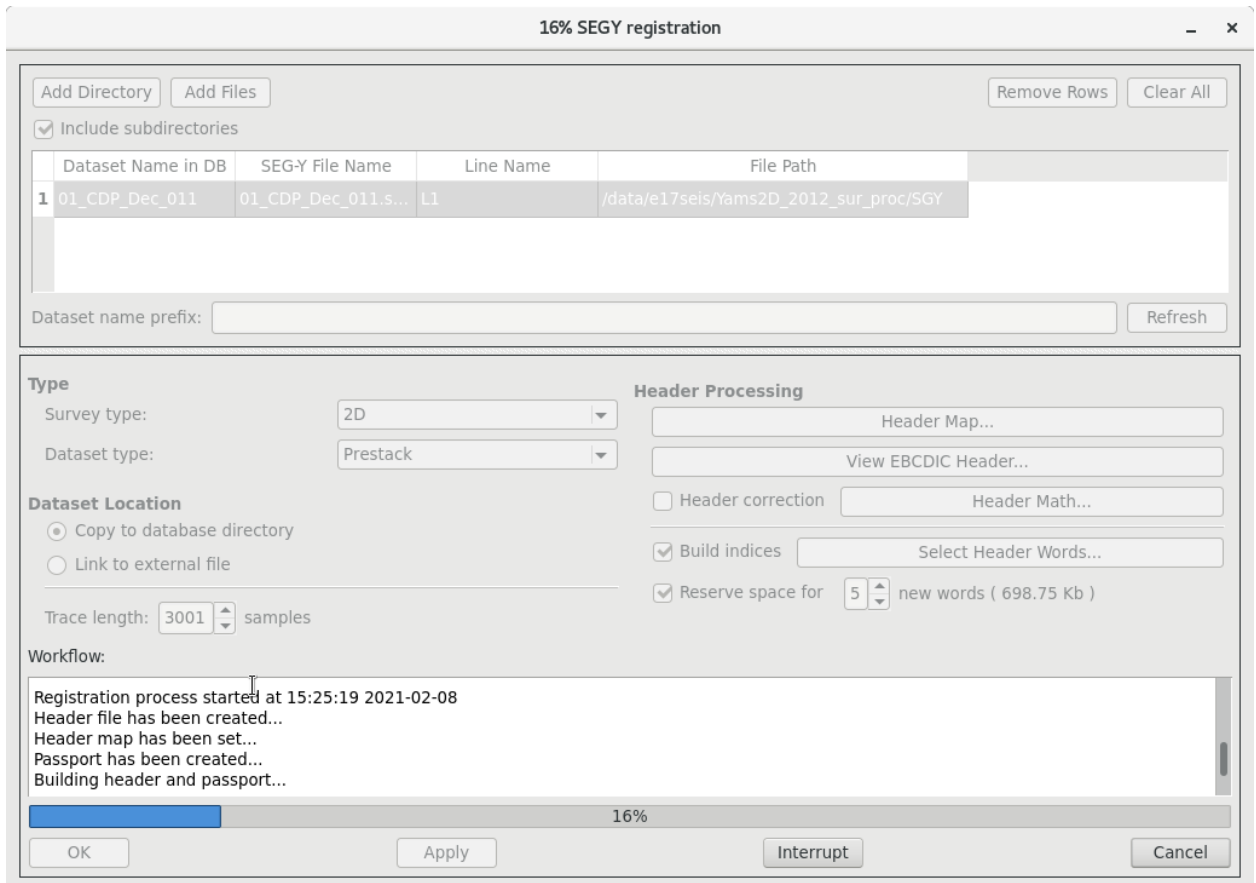 16% SEGY registration
Add Directory Add Files Remove Rows Clear All
Include subdirectories
Dataset Name in DB SEG-Y File Name Line Name File Path
1 01_CDP_Dec_011 01_CDP_Dec_011.s... L1 /data/e17seis/Yams2D_2012_sur_proc/SGY
Dataset name prefix: Refresh
Type
Survey type: 2D
Dataset type: Prestack
Dataset Location
Copy to database directory
Link to external file
Trace length: 3001 samples
Header Processing
Header Map...
View EBCDIC Header...
Header correction Header Math...
Build indices Select Header Words...
Reserve space for 5 new words ( 698.75 Kb )
Workflow:
Registration process started at 15:25:19 2021-02-08
Header file has been created...
Header map has been set...
Passport has been created...
Building header and passport...
16%
OK Apply Interrupt Cancel